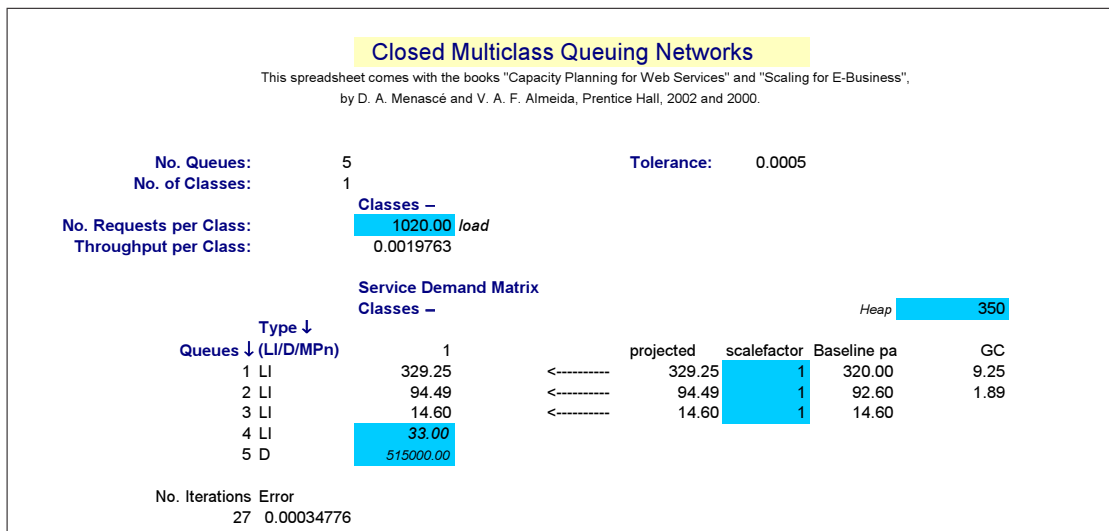 Closed Multiclass Queuing Networks
This spreadsheet comes with the books "Capacity Planning for Web Services" and "Scaling for E-Business",
by D. A. Menascé and V. A. F. Almeida, Prentice Hall, 2002 and 2000.
No. Queues: 5 Tolerance: 0.0005
No. of Classes: 1
Classes –
No. Requests per Class: 1020.00 load
Throughput per Class: 0.0019763
Service Demand Matrix
Classes – Heap 350
Type ↓
Queues ↓ (LI/D/MPn) 1 projected scalefactor Baseline pa GC
1 LI 329.25 <---------- 329.25 1 320.00 9.25
2 LI 94.49 <---------- 94.49 1 92.60 1.89
3 LI 14.60 <---------- 14.60 1 14.60
4 LI 33.00
5 D 515000.00
No. Iterations Error
27 0.00034776